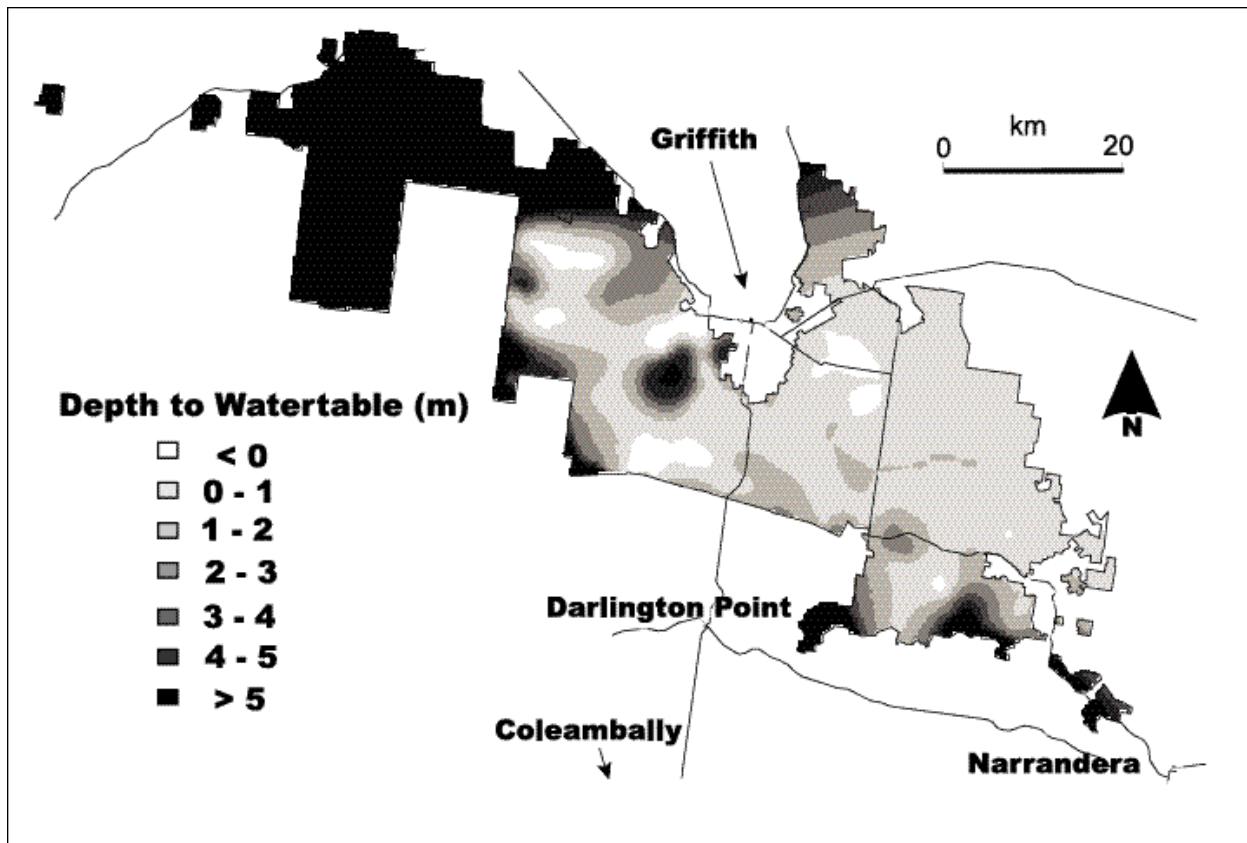 Griffith
km
0 20
Depth to Watertable (m)
< 0
0 - 1
1 - 2
2 - 3
3 - 4
4 - 5
> 5
N
Darlington Point
Coleambally
Narrandera